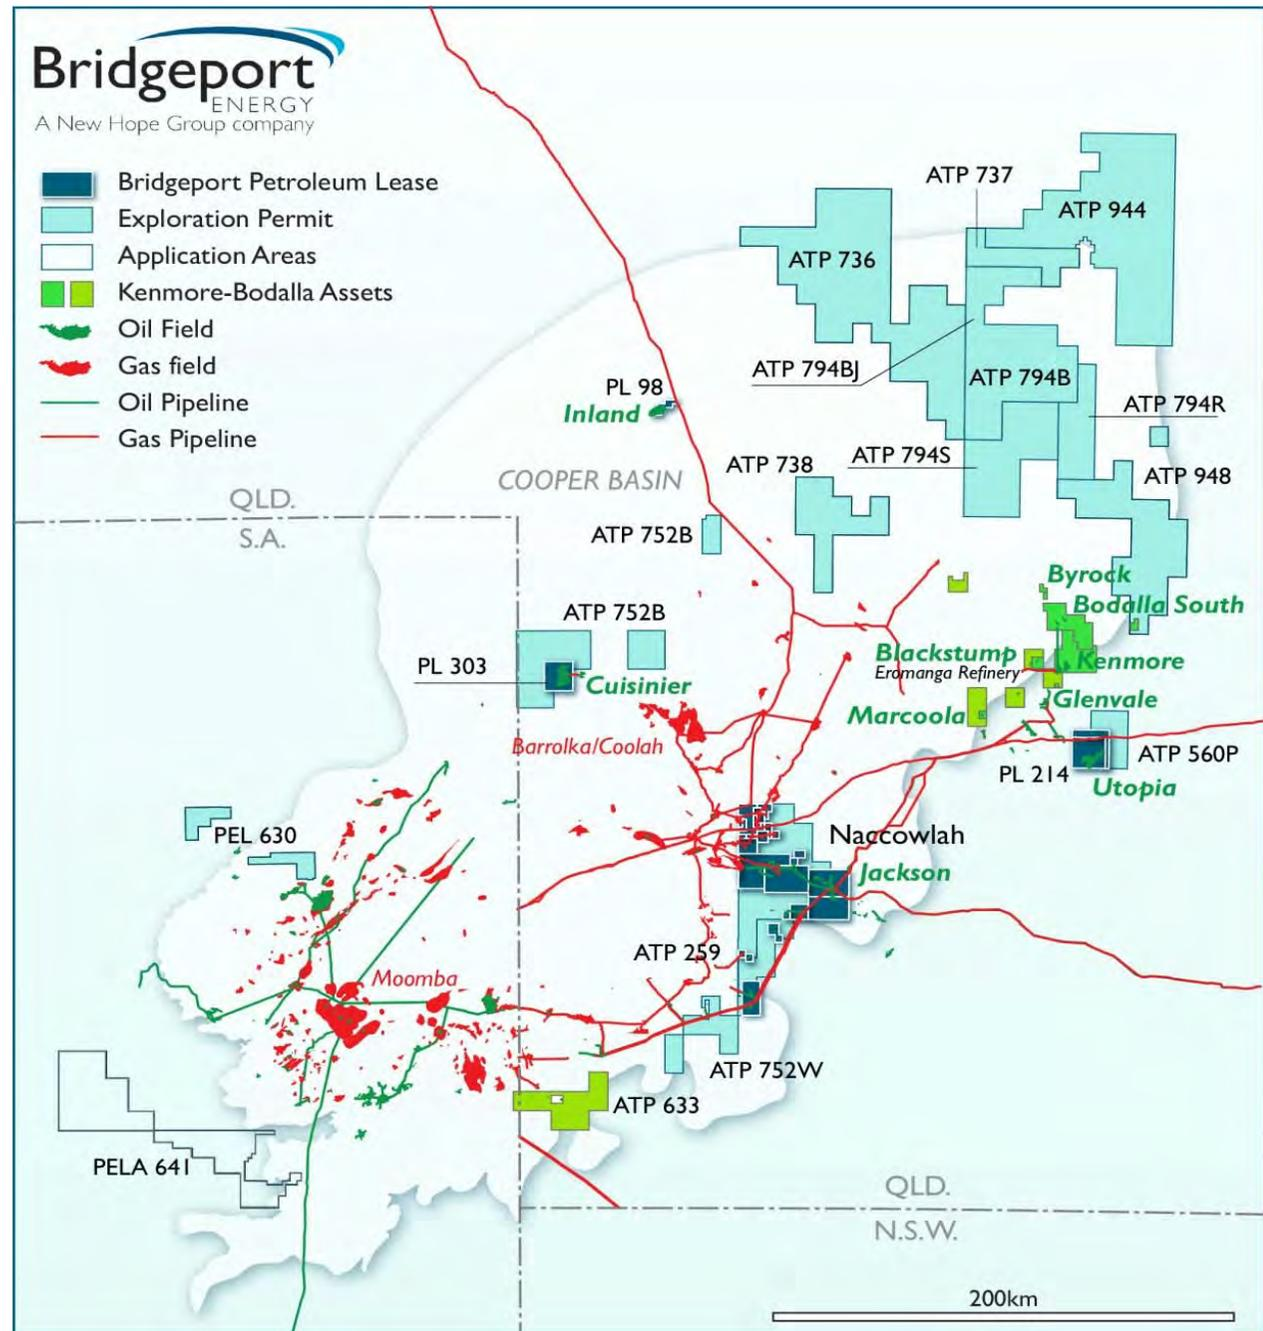 Bridgeport
ENERGY
A New Hope Group company
Bridgeport Petroleum Lease
Exploration Permit
Application Areas
Kenmore-Bodalla Assets
Oil Field
Gas field
Oil Pipeline
Gas Pipeline
ATP 737
ATP 944
ATP 736
ATP 794BJ
ATP 794B
PL 98
Inland
ATP 794R
ATP 794S
ATP 738
ATP 948
COOPER BASIN
QLD.
S.A.
ATP 752B
Byrock
ATP 752B
Bodalla South
PL 303
Blackstump
Kenmore
Eromanga Refinery
Cuisinier
Glenvale
Marcoola
Barrolka/Coolah
ATP 560P
PL 214
Utopia
PEL 630
Naccowlah
Jackson
ATP 259
Moomba
ATP 752W
ATP 633
PELA 641
QLD.
N.S.W.
200km